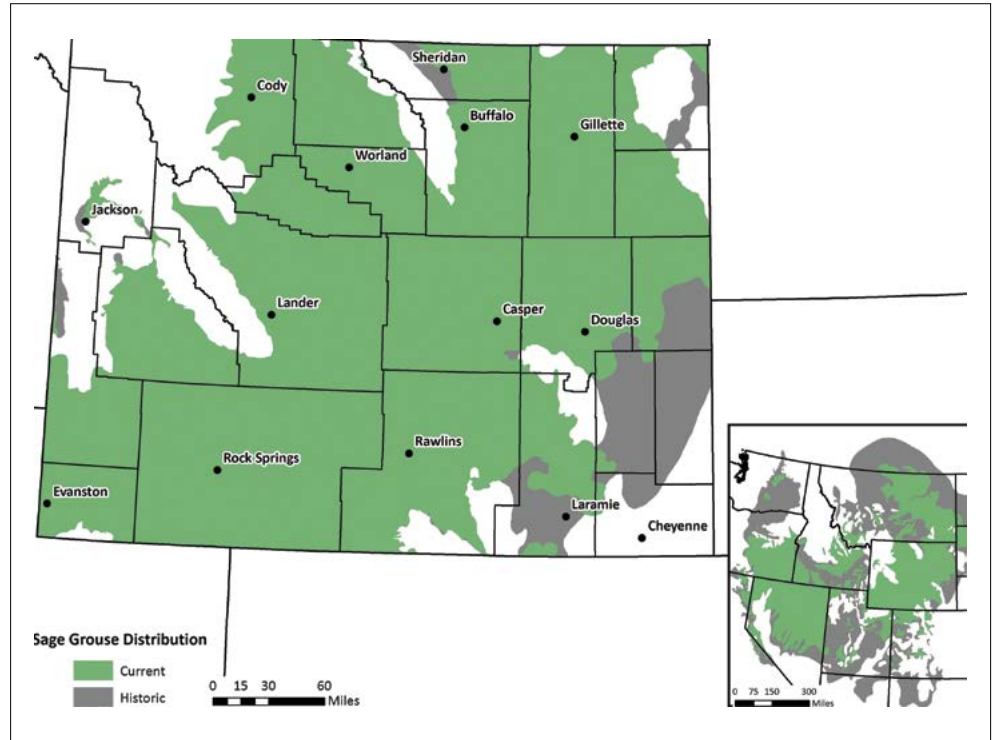 Sheridan
Cody
Buffalo
Gillette
Worland
Jackson
Lander
Casper
Douglas
Rawlins
Rock Springs
Evanston
Laramie
Cheyenne
Sage Grouse Distribution
Current
Historic
0 15 30 60
Miles
0 75 150 300
Miles